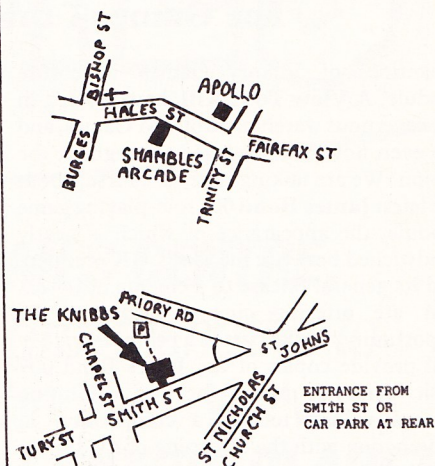 BISHOP ST
APOLLO
HALES ST
BURGES
SHAMBLES
ARCADE
TRINITY ST
FAIRFAX ST
PRIORY RD
THE KNIBBS
P
CHAPEL ST
ST JOHNS
SMITH ST
TURY ST
ST NICHOLAS
CHURCH ST
ENTRANCE FROM
SMITH ST OR
CAR PARK AT REAR